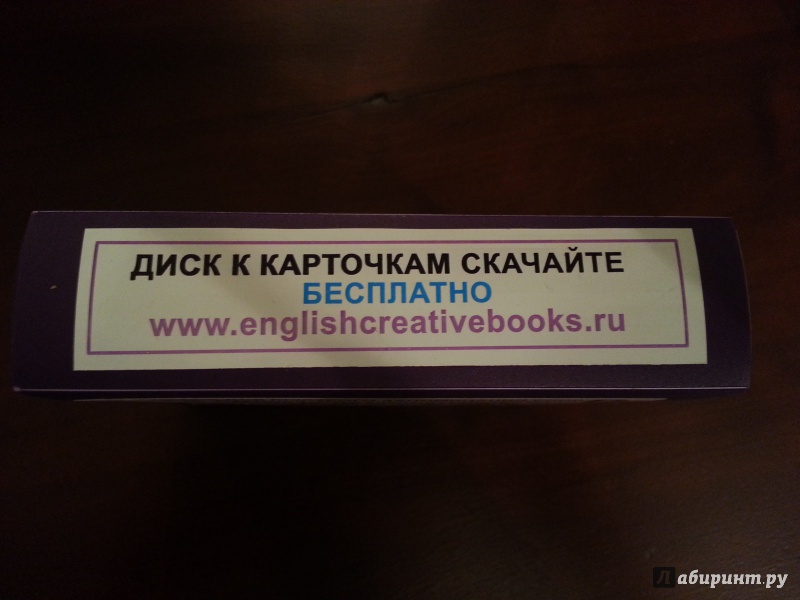 ДИСК К КАРТОЧКАМ СКАЧАЙТЕ
БЕСПЛАТНО
www.englishcreativebooks.ru
Лабиринт.ру